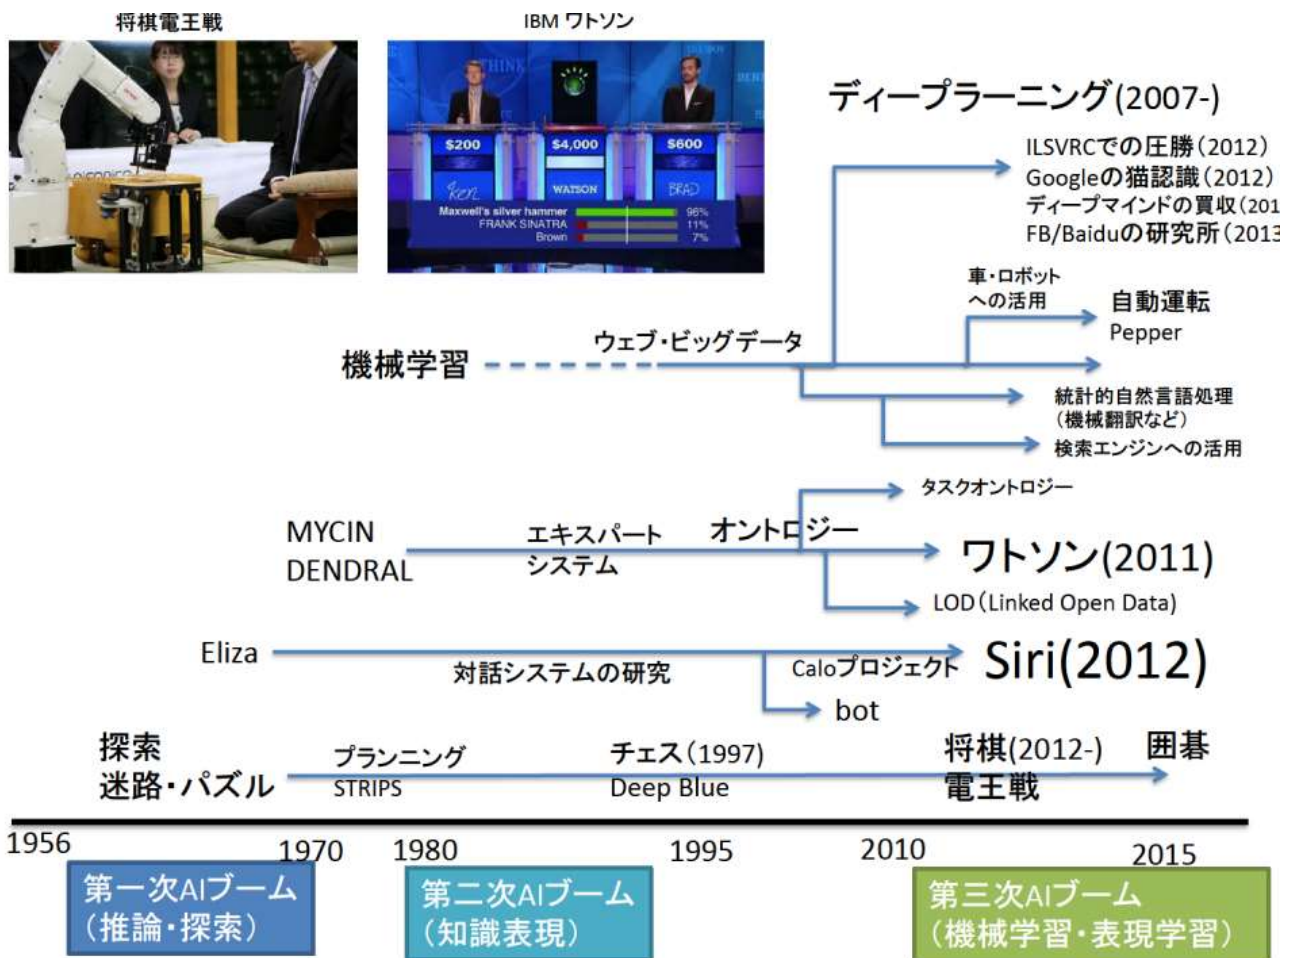 将棋電王戦
IBM ワトソン
THINK
$200
$4,000
$600
Ken
WATSON
BRAD
Maxwell's silver hammer 96%
FRANK SINATRA 11%
Brown 7%
ディープラーニング(2007-)
ILSVRCでの圧勝(2012)
Googleの猫認識(2012)
ディープマインドの買収(201
FB/Baiduの研究所(2013
車・ロボット
への活用
自動運転
Pepper
機械学習
ウェブ・ビッグデータ
統計的自然言語処理
(機械翻訳など)
検索エンジンへの活用
タスクオントロジー
MYCIN
DENDRAL
エキスパート
システム
オントロジー
ワトソン(2011)
LOD(Linked Open Data)
Eliza
対話システムの研究
Caloプロジェクト
Siri(2012)
bot
探索
迷路・パズル
プランニング
STRIPS
チェス(1997)
Deep Blue
将棋(2012-)
電王戦
囲碁
1956
1970
1980
1995
2010
2015
第一次AIブーム
(推論・探索)
第二次AIブーム
(知識表現)
第三次AIブーム
(機械学習・表現学習)